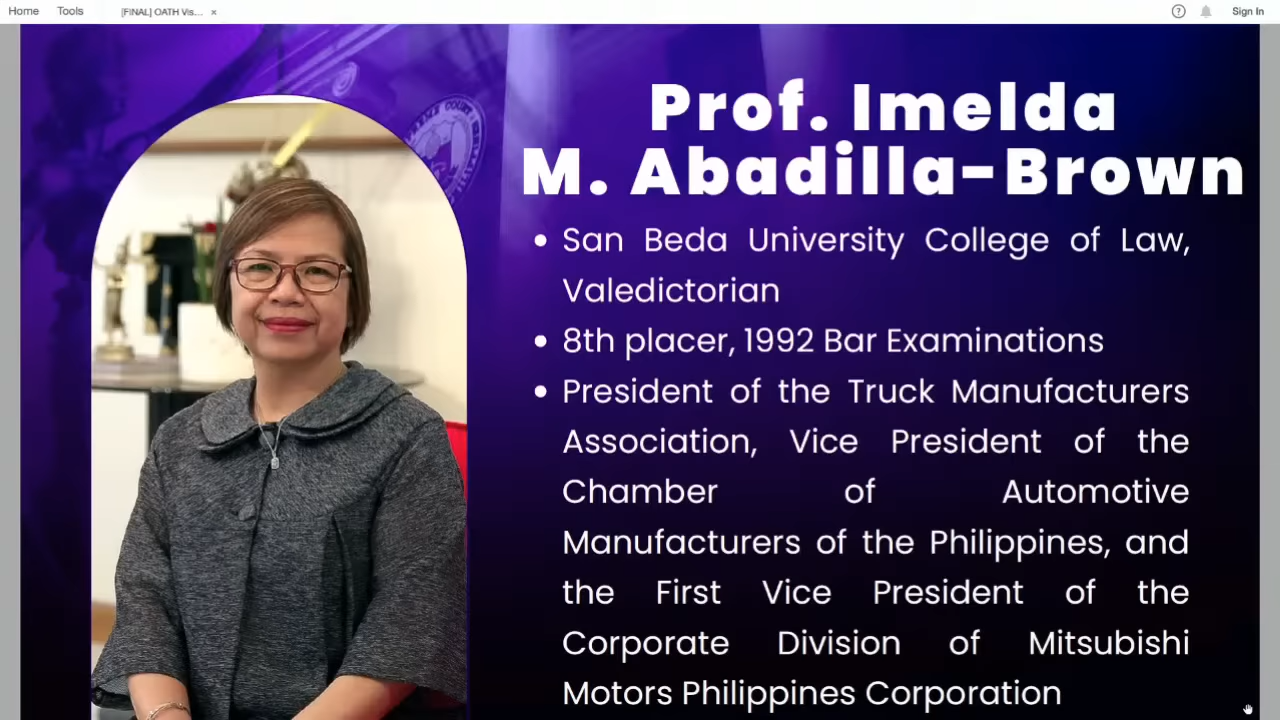 Home Tools [FINAL] OATH Vis... × Sign In
Prof. Imelda
M. Abadilla-Brown
• San Beda University College of Law,
Valedictorian
• 8th placer, 1992 Bar Examinations
• President of the Truck Manufacturers
Association, Vice President of the
Chamber of Automotive
Manufacturers of the Philippines, and
the First Vice President of the
Corporate Division of Mitsubishi
Motors Philippines Corporation